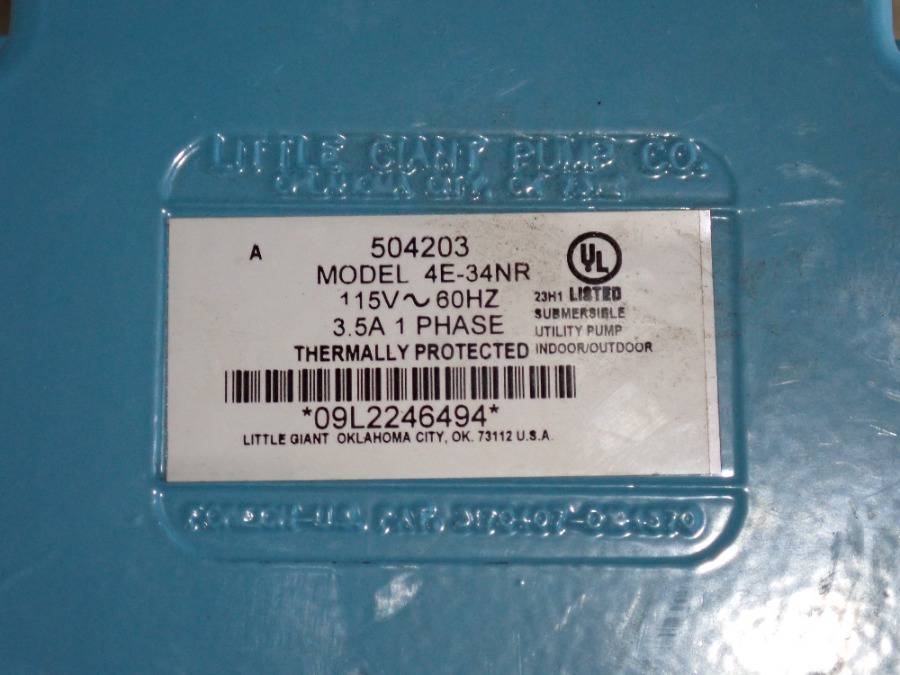 LITTLE GIANT PUMP CO.
A
504203
MODEL 4E-34NR
115V ~ 60HZ
3.5A 1 PHASE
THERMALLY PROTECTED
UL
23H1 LISTED
SUBMERSIBLE
UTILITY PUMP
INDOOR/OUTDOOR
*09L2246494*
LITTLE GIANT OKLAHOMA CITY, OK. 73112 U.S.A.